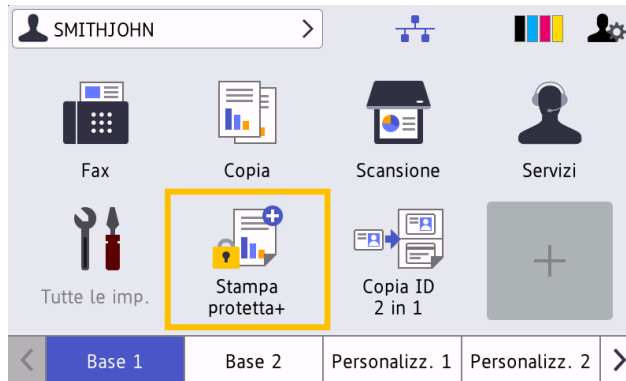 SMITHJOHN
Fax
Copia
Scansione
Servizi
Tutte le imp.
Stampa
protetta+
Copia ID
2 in 1
Base 1
Base 2
Personalizz. 1
Personalizz. 2